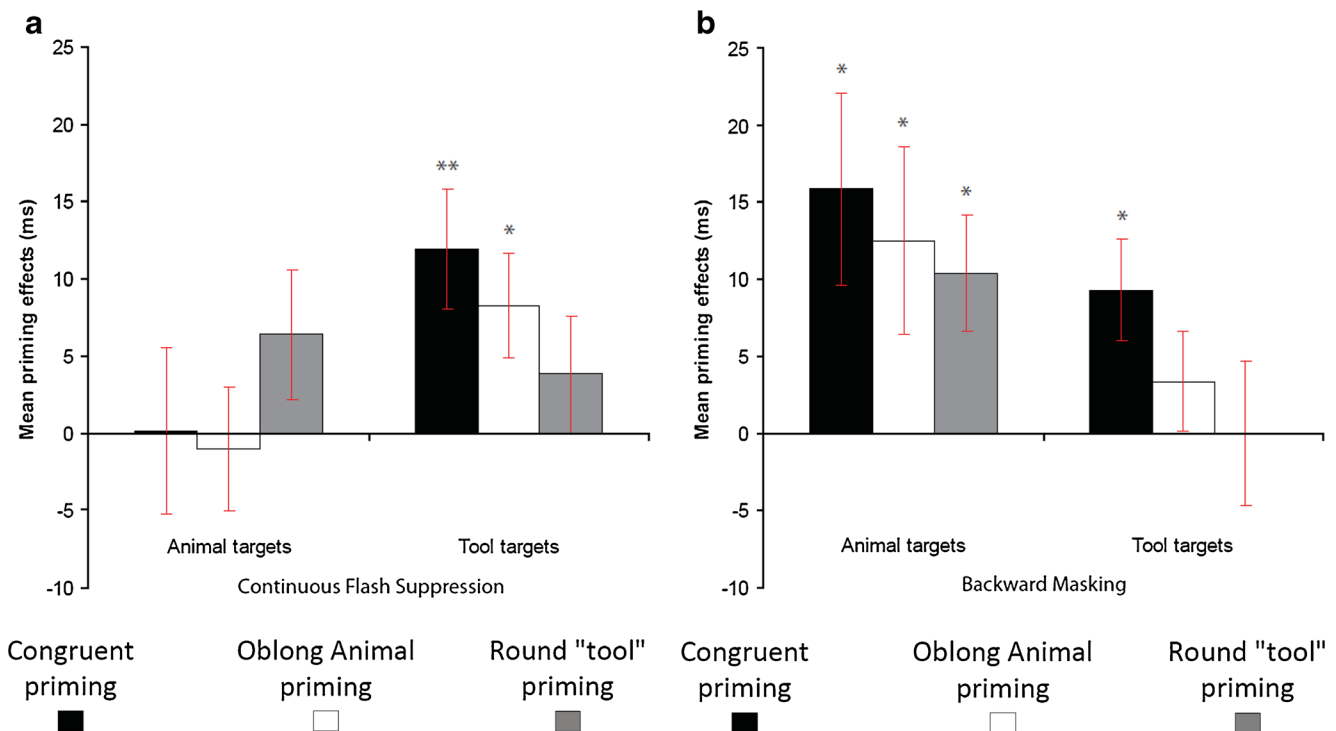 a
25
20
15
10
5
0
-5
-10
Mean priming effects (ms)
**
*
Animal targets
Tool targets
Continuous Flash Suppression
Congruent priming
Oblong Animal priming
Round "tool" priming
b
25
20
15
10
5
0
-5
-10
Mean priming effects (ms)
*
*
*
*
Animal targets
Tool targets
Backward Masking
Congruent priming
Oblong Animal priming
Round "tool" priming